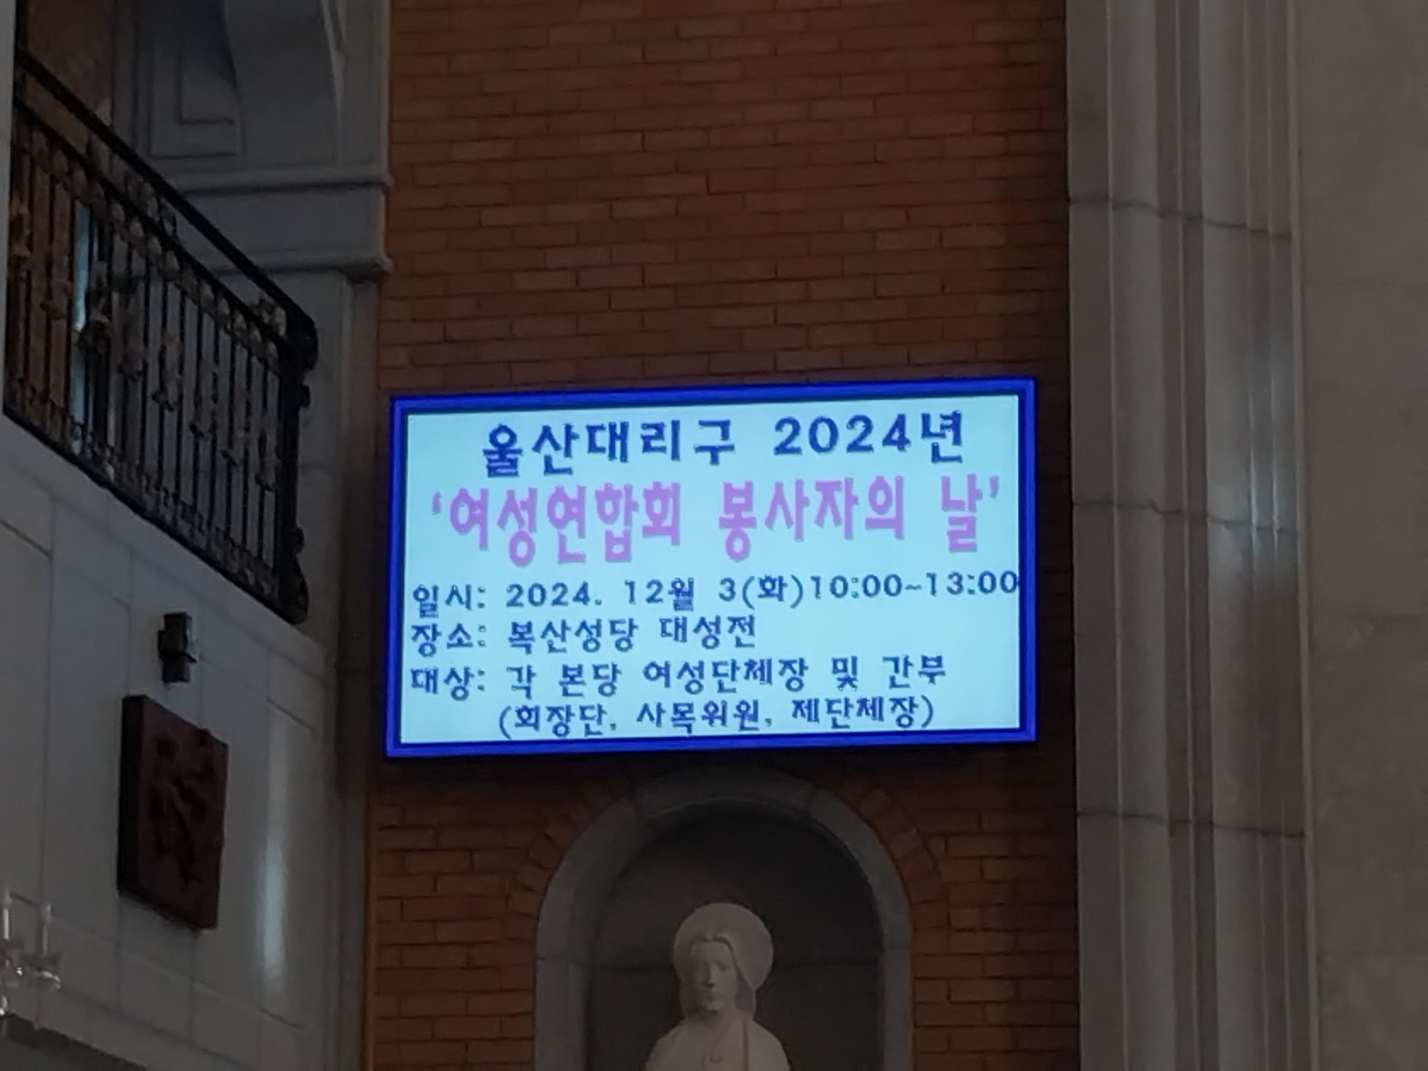 울산대리구 2024년
‘여성연합회 봉사자의 날’
일시: 2024. 12월 3(화)10:00~13:00
장소: 복산성당 대성전
대상: 각 본당 여성단체장 및 간부
(회장단, 사목위원, 제단체장)